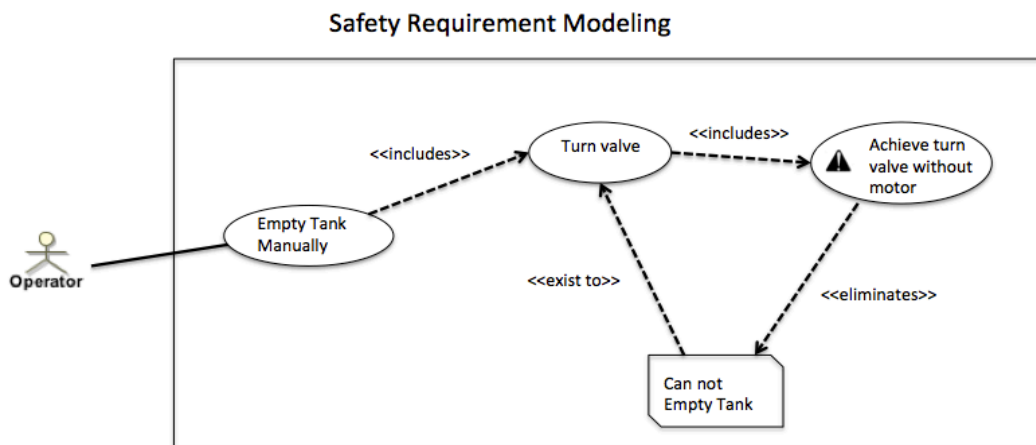 Safety Requirement Modeling
<<includes>>
Turn valve
<<includes>>
Achieve turn
valve without
motor
Empty Tank
Manually
Operator
<<exist to>>
<<eliminates>>
Can not
Empty Tank